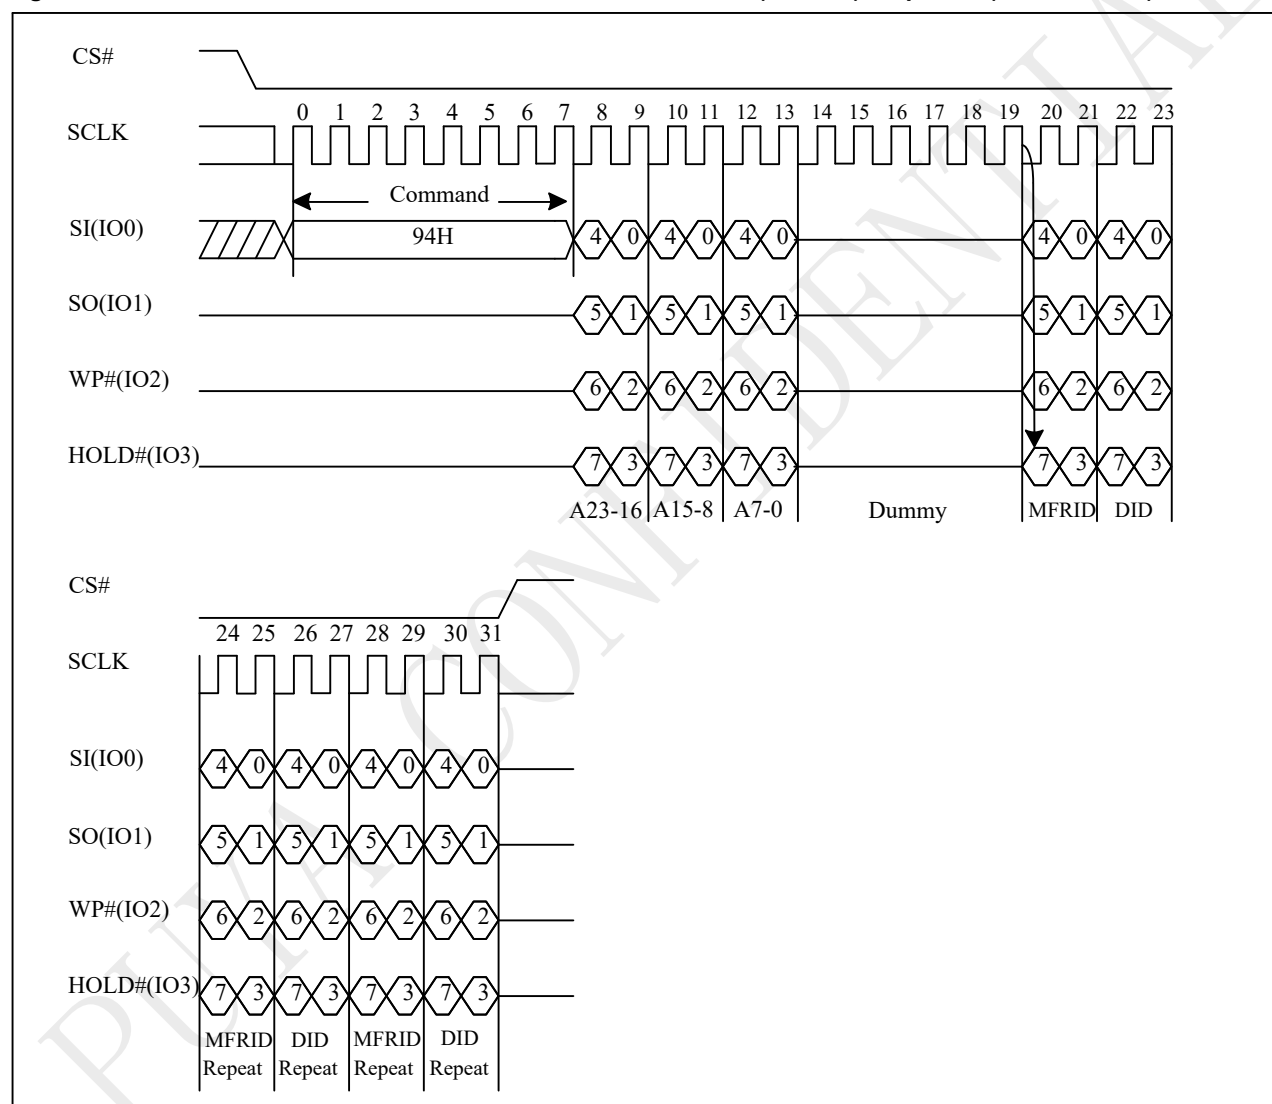 CS#
0 1 2 3 4 5 6 7 8 9 10 11 12 13 14 15 16 17 18 19 20 21 22 23
SCLK
Command
SI(IO0) 94H 4 0 4 0 4 0 4 0 4 0
SO(IO1) 5 1 5 1 5 1 5 1 5 1
WP#(IO2) 6 2 6 2 6 2 6 2 6 2
HOLD#(IO3) 7 3 7 3 7 3 7 3 7 3
A23-16 A15-8 A7-0 Dummy MFRID DID
CS#
24 25 26 27 28 29 30 31
SCLK
SI(IO0) 4 0 4 0 4 0 4 0
SO(IO1) 5 1 5 1 5 1 5 1
WP#(IO2) 6 2 6 2 6 2 6 2
HOLD#(IO3) 7 3 7 3 7 3 7 3
MFRID DID MFRID DID
Repeat Repeat Repeat Repeat
PUYA CONFIDENTIAL